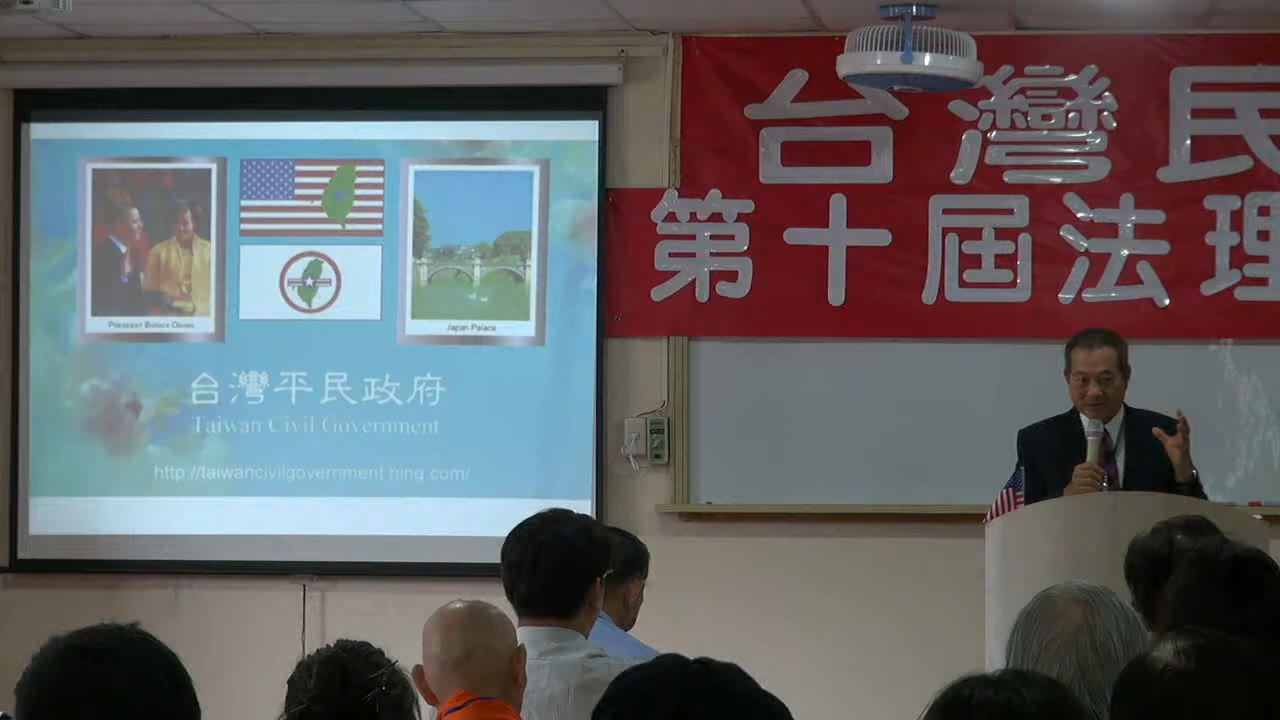 台灣民
第十屆法理
President Barack Obama
Japan Palace
台灣平民政府
Taiwan Civil Government
http://taiwancivilgovernment.hing.com/